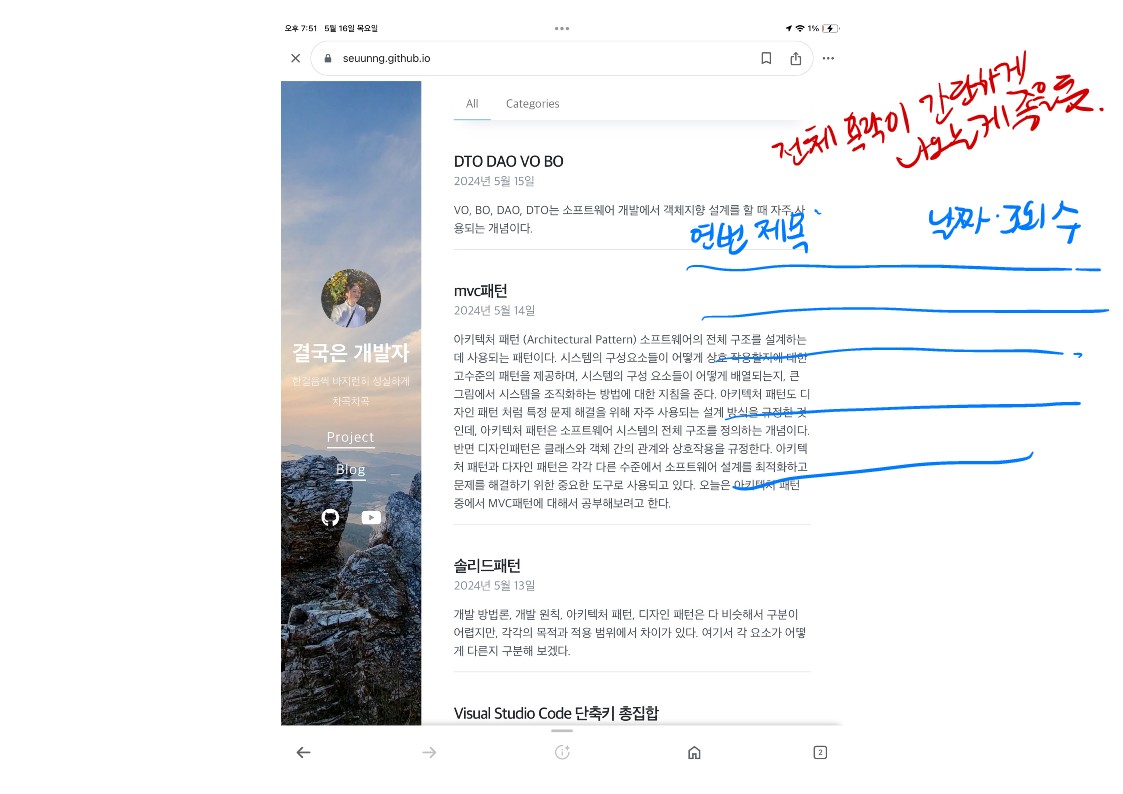 오후 7:51 5월 16일 목요일
1%
seuunng.github.io
전체 목록이 간단하게
나오는게 좋을듯.
All Categories
DTO DAO VO BO
2024년 5월 15일
VO, BO, DAO, DTO는 소프트웨어 개발에서 객체지향 설계를 할 때 자주 사
용되는 개념이다.
연번 제목 날짜·조회수
mvc패턴
2024년 5월 14일
아키텍처 패턴 (Architectural Pattern) 소프트웨어의 전체 구조를 설계하는
데 사용되는 패턴이다. 시스템의 구성요소들이 어떻게 상호 작용할지에 대한
고수준의 패턴을 제공하며, 시스템의 구성 요소들이 어떻게 배열되는지, 큰
그림에서 시스템을 조직화하는 방법에 대한 지침을 준다. 아키텍처 패턴도 디
자인 패턴 처럼 특정 문제 해결을 위해 자주 사용되는 설계 방식을 규정한 것
인데, 아키텍처 패턴은 소프트웨어 시스템의 전체 구조를 정의하는 개념이다.
반면 디자인패턴은 클래스와 객체 간의 관계와 상호작용을 규정한다. 아키텍
처 패턴과 다자인 패턴은 각각 다른 수준에서 소프트웨어 설계를 최적화하고
문제를 해결하기 위한 중요한 도구로 사용되고 있다. 오늘은 아키텍처 패턴
중에서 MVC패턴에 대해서 공부해보려고 한다.
결국은 개발자
한걸음씩 바지런히 성실하게
차곡차곡
Project
Blog
솔리드패턴
2024년 5월 13일
개발 방법론, 개발 원칙, 아키텍처 패턴, 디자인 패턴은 다 비슷해서 구분이
어렵지만, 각각의 목적과 적용 범위에서 차이가 있다. 여기서 각 요소가 어떻
게 다른지 구분해 보겠다.
Visual Studio Code 단축키 총집합
2